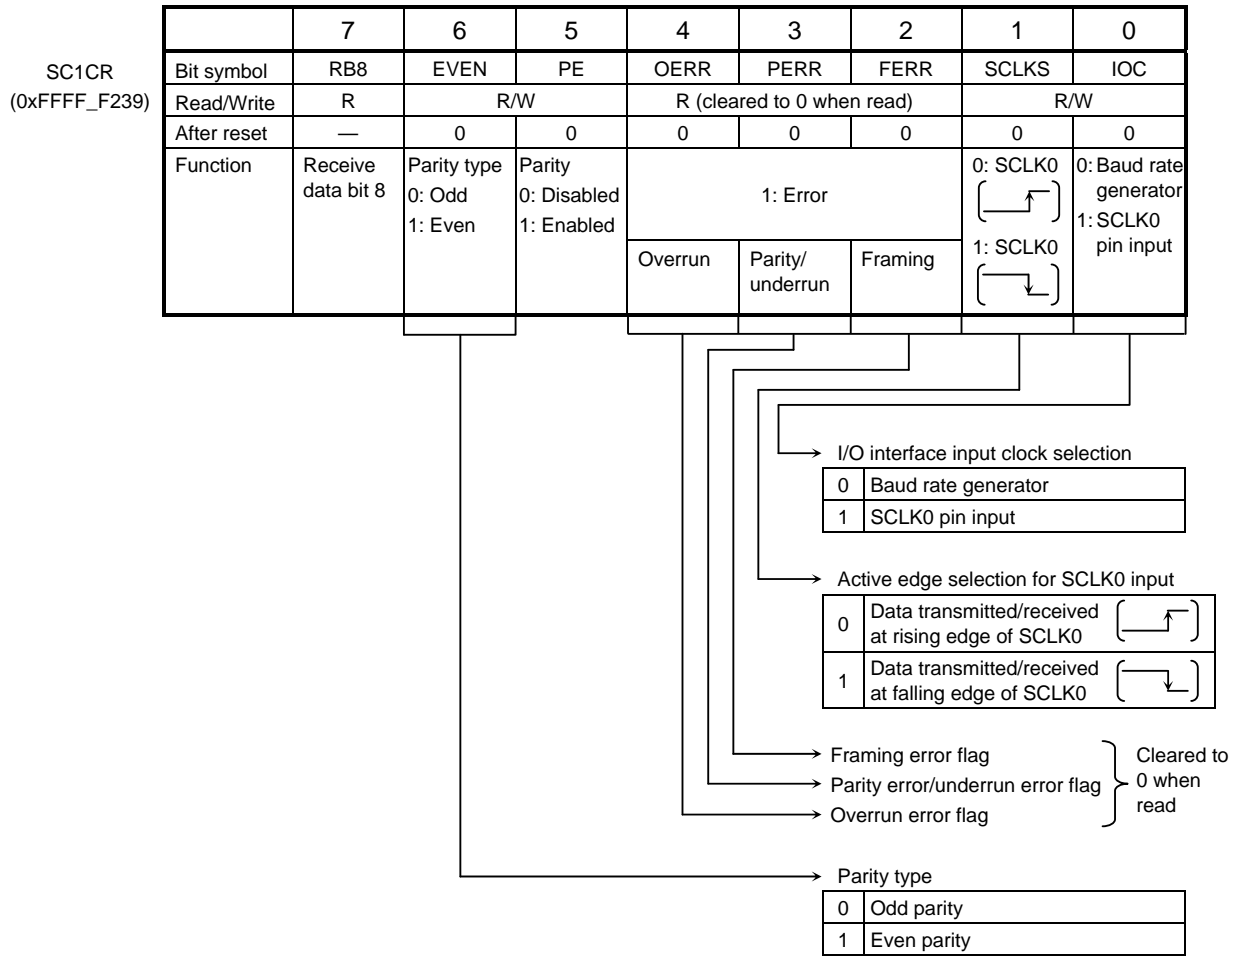 7 6 5 4 3 2 1 0
SC1CR
(0xFFFF_F239)
Bit symbol RB8 EVEN PE OERR PERR FERR SCLKS IOC
Read/Write R R/W R (cleared to 0 when read) R/W
After reset — 0 0 0 0 0 0 0
Function
Receive
data bit 8
Parity type
0: Odd
1: Even
Parity
0: Disabled
1: Enabled
1: Error
Overrun
Parity/
underrun
Framing
0: SCLK0
1: SCLK0
0: Baud rate
generator
1: SCLK0
pin input
I/O interface input clock selection
0 Baud rate generator
1 SCLK0 pin input
Active edge selection for SCLK0 input
0 Data transmitted/received
at rising edge of SCLK0
1 Data transmitted/received
at falling edge of SCLK0
Framing error flag
Parity error/underrun error flag
Overrun error flag
Cleared to
0 when
read
Parity type
0 Odd parity
1 Even parity